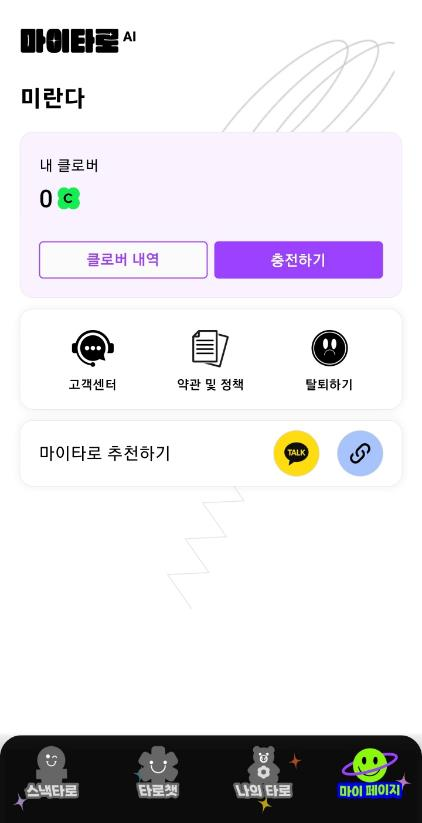 마이타로 AI
미란다
내 클로버
0 C
클로버 내역
충전하기
고객센터
약관 및 정책
탈퇴하기
마이타로 추천하기
TALK
스낵타로
타로챗
나의 타로
마이 페이지